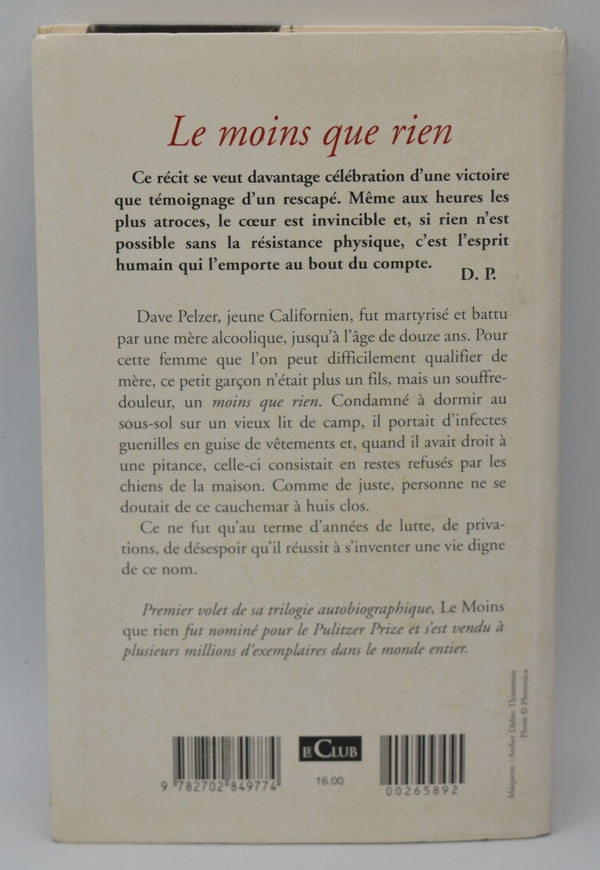 Le moins que rien
Ce récit se veut davantage célébration d'une victoire
que témoignage d'un rescapé. Même aux heures les
plus atroces, le cœur est invincible et, si rien n'est
possible sans la résistance physique, c'est l'esprit
humain qui l'emporte au bout du compte.
D. P.
Dave Pelzer, jeune Californien, fut martyrisé et battu
par une mère alcoolique, jusqu'à l'âge de douze ans. Pour
cette femme que l'on peut difficilement qualifier de
mère, ce petit garçon n'était plus un fils, mais un souffre-
douleur, un moins que rien. Condamné à dormir au
sous-sol sur un vieux lit de camp, il portait d'infectes
guenilles en guise de vêtements et, quand il avait droit à
une pitance, celle-ci consistait en restes refusés par les
chiens de la maison. Comme de juste, personne ne se
doutait de ce cauchemar à huis clos.
Ce ne fut qu'au terme d'années de lutte, de priva-
tions, de désespoir qu'il réussit à s'inventer une vie digne
de ce nom.
Premier volet de sa trilogie autobiographique, Le Moins
que rien fut nominé pour le Pulitzer Prize et s'est vendu à
plusieurs millions d'exemplaires dans le monde entier.
Maquette : Atelier Didier Thimonier
Photo © Photonica
LE CLUB
9 782702 849774
16.00
00265892